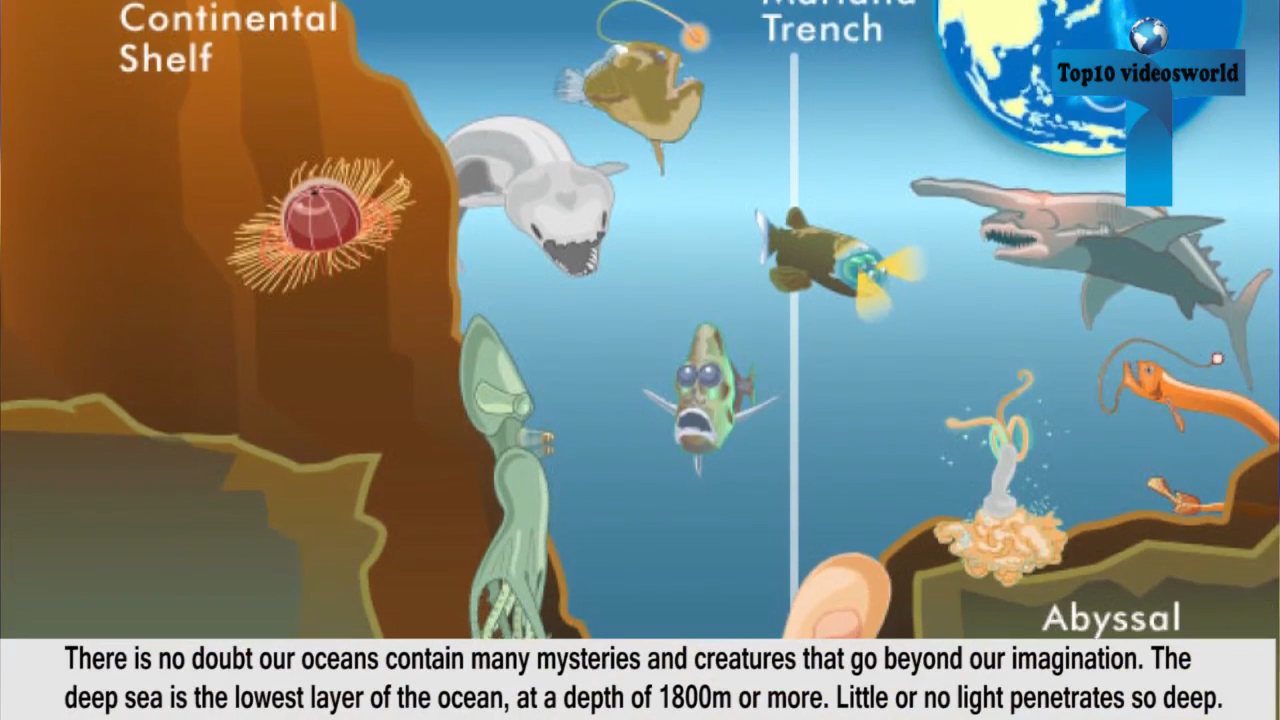 Continental
Shelf
Mariana
Trench
Top10 videosworld
Abyssal
There is no doubt our oceans contain many mysteries and creatures that go beyond our imagination. The
deep sea is the lowest layer of the ocean, at a depth of 1800m or more. Little or no light penetrates so deep.